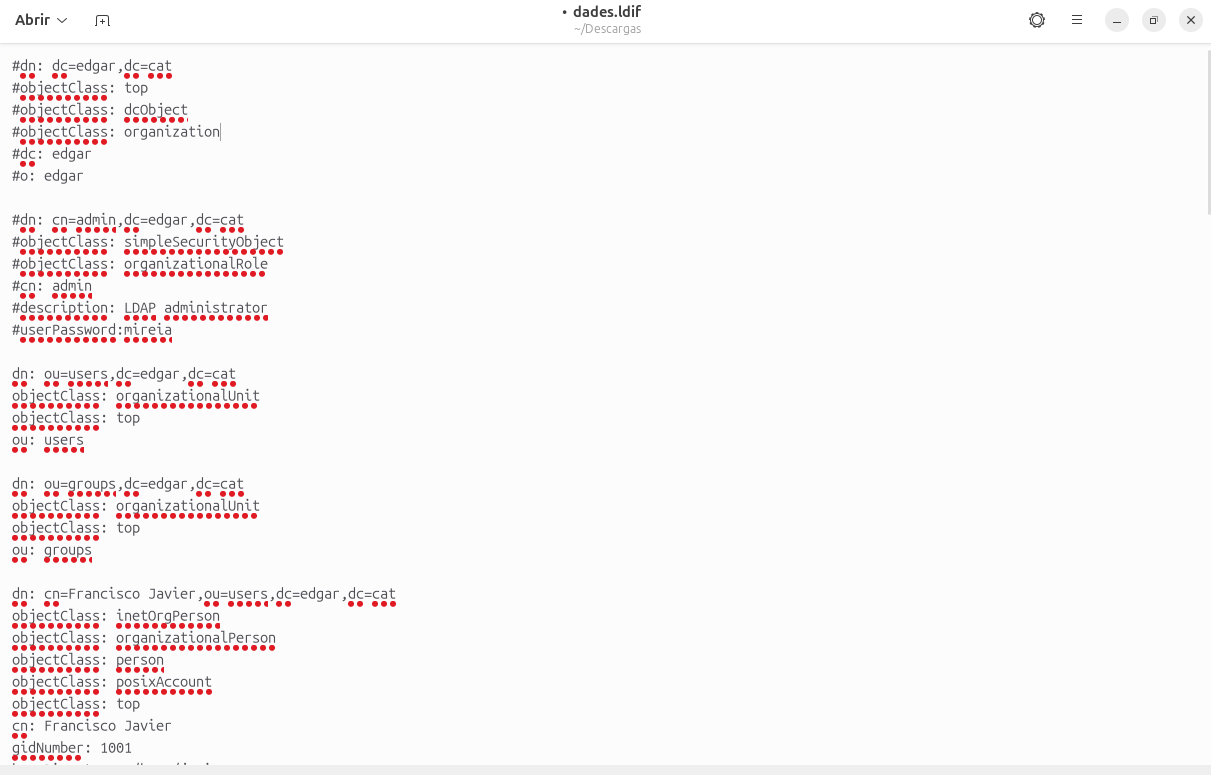 Abrir
• dades.ldif
~/Descargas
#dn: dc=edgar,dc=cat
#objectClass: top
#objectClass: dcObject
#objectClass: organization
#dc: edgar
#o: edgar
#dn: cn=admin,dc=edgar,dc=cat
#objectClass: simpleSecurityObject
#objectClass: organizationalRole
#cn: admin
#description: LDAP administrator
#userPassword:mireia
dn: ou=users,dc=edgar,dc=cat
objectClass: organizationalUnit
objectClass: top
ou: users
dn: ou=groups,dc=edgar,dc=cat
objectClass: organizationalUnit
objectClass: top
ou: groups
dn: cn=Francisco Javier,ou=users,dc=edgar,dc=cat
objectClass: inetOrgPerson
objectClass: organizationalPerson
objectClass: person
objectClass: posixAccount
objectClass: top
cn: Francisco Javier
gidNumber: 1001